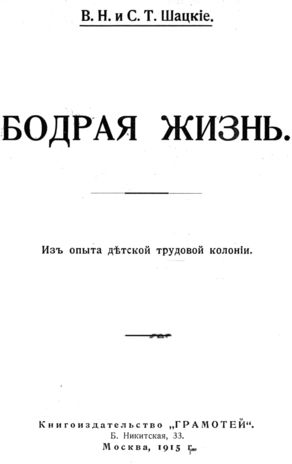 В. Н. и С. Т. Шацкіе.
БОДРАЯ ЖИЗНЬ.
Изъ опыта дѣтской трудовой колоніи.
Книгоиздательство „ГРАМОТЕЙ“.
Б. Никитская, 33.
Москва, 1915 г.